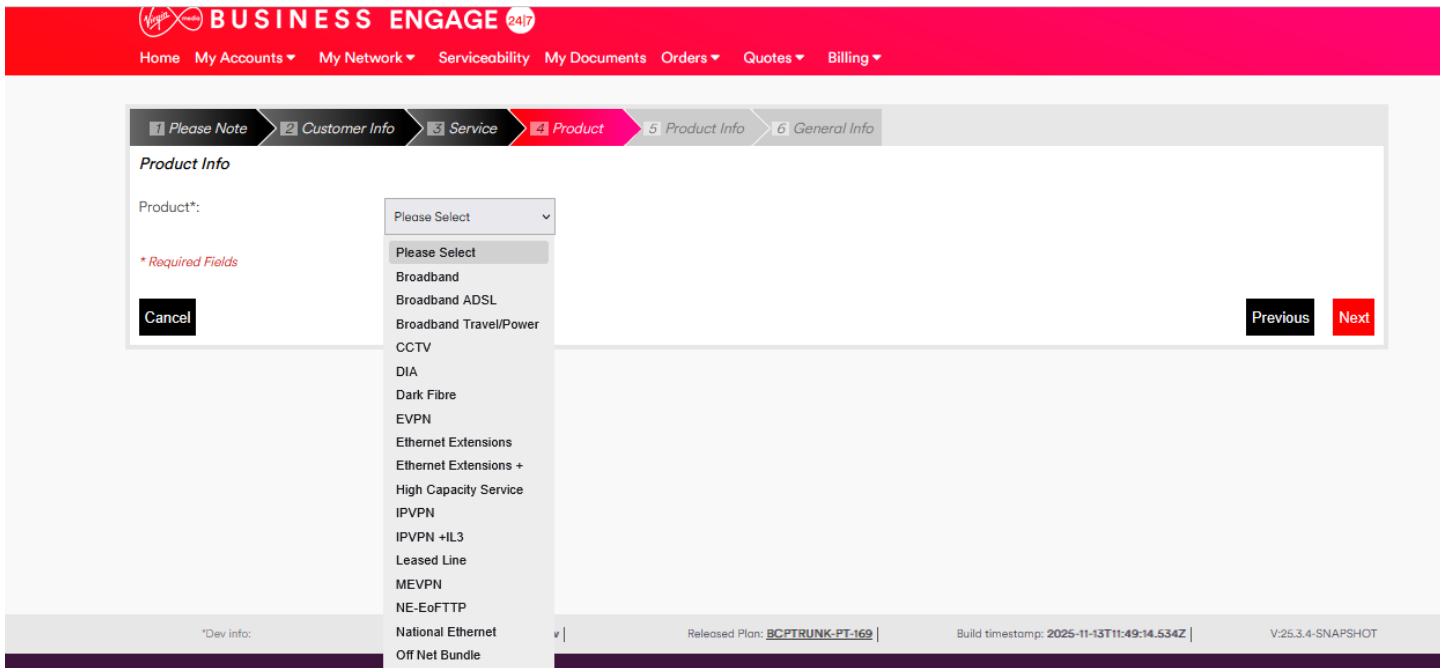 Virgin media BUSINESS ENGAGE 24|7
Home My Accounts My Network Serviceability My Documents Orders Quotes Billing
1 Please Note 2 Customer Info 3 Service 4 Product 5 Product Info 6 General Info
Product Info
Product*:
Please Select
* Required Fields
Please Select
Broadband
Broadband ADSL
Broadband Travel/Power
CCTV
DIA
Dark Fibre
EVPN
Ethernet Extensions
Ethernet Extensions +
High Capacity Service
IPVPN
IPVPN +IL3
Leased Line
MEVPN
NE-EoFTTP
National Ethernet
Off Net Bundle
Cancel
Previous Next
*Dev info: | Released Plan: BCPTRUNK-PT-169 | Build timestamp: 2025-11-13T11:49:14.534Z | V:25.3.4-SNAPSHOT